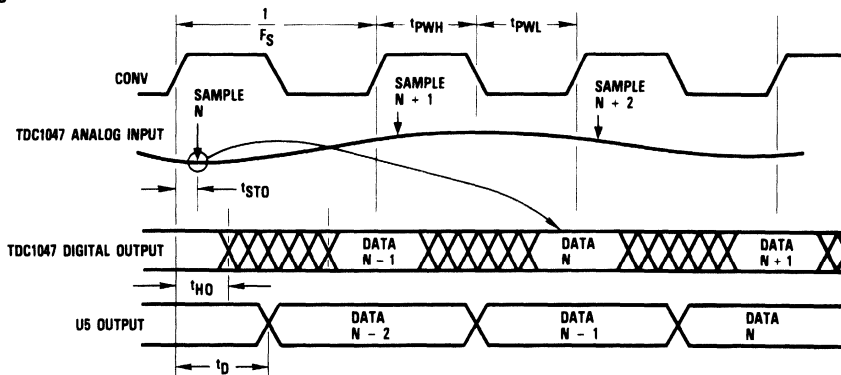 1
FS
tPWH
tPWL
CONV
SAMPLE
N
SAMPLE
N + 1
SAMPLE
N + 2
TDC1047 ANALOG INPUT
tSTO
TDC1047 DIGITAL OUTPUT
DATA
N - 1
DATA
N
DATA
N + 1
tHO
U5 OUTPUT
DATA
N - 2
DATA
N - 1
DATA
N
tD